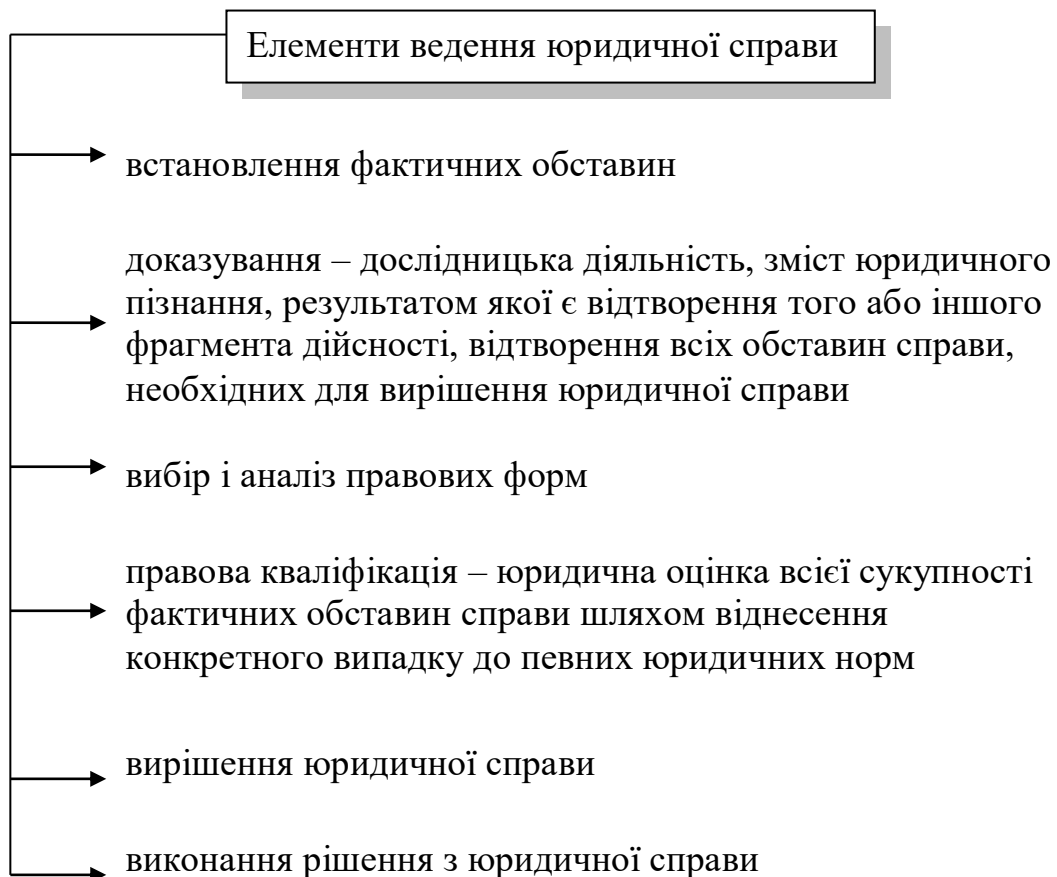 Елементи ведення юридичної справи
встановлення фактичних обставин
доказування – дослідницька діяльність, зміст юридичного
пізнання, результатом якої є відтворення того або іншого
фрагмента дійсності, відтворення всіх обставин справи,
необхідних для вирішення юридичної справи
вибір і аналіз правових форм
правова кваліфікація – юридична оцінка всієї сукупності
фактичних обставин справи шляхом віднесення
конкретного випадку до певних юридичних норм
вирішення юридичної справи
виконання рішення з юридичної справи